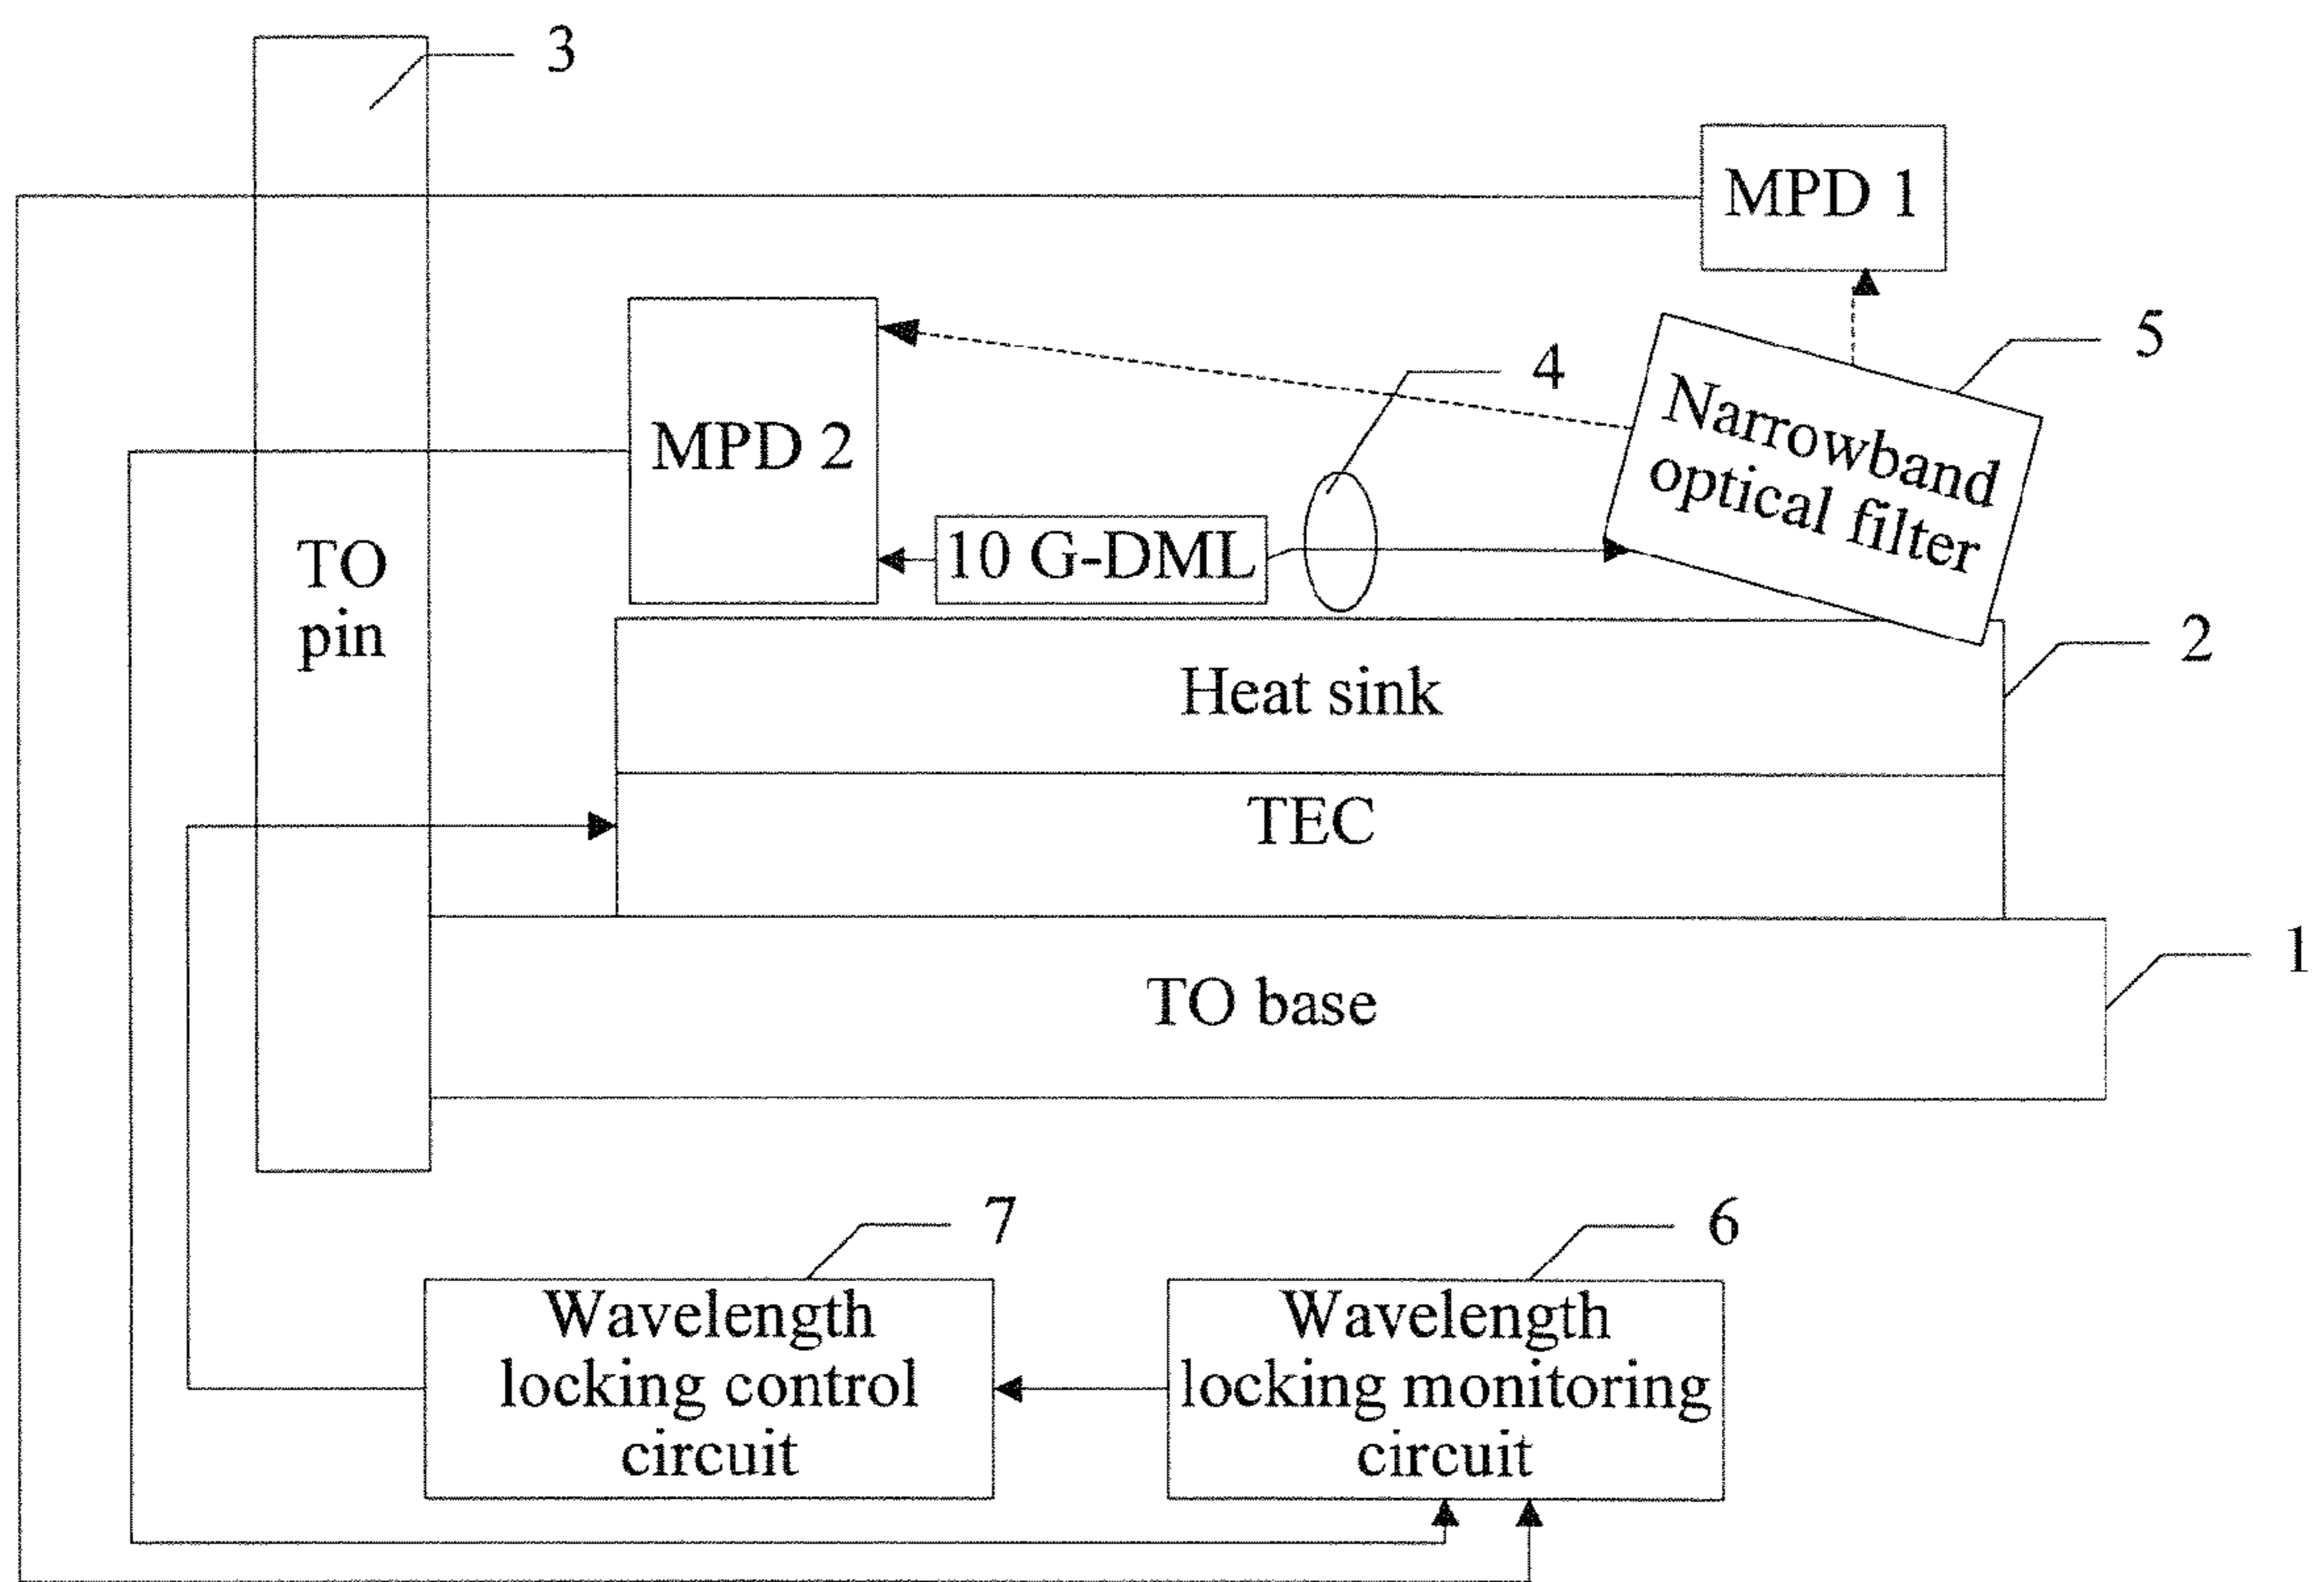 3
MPD 1
5
4
Narrowband
optical filter
MPD 2
10 G-DML
TO
pin
2
Heat sink
TEC
1
TO base
7
6
Wavelength
locking control
circuit
Wavelength
locking monitoring
circuit